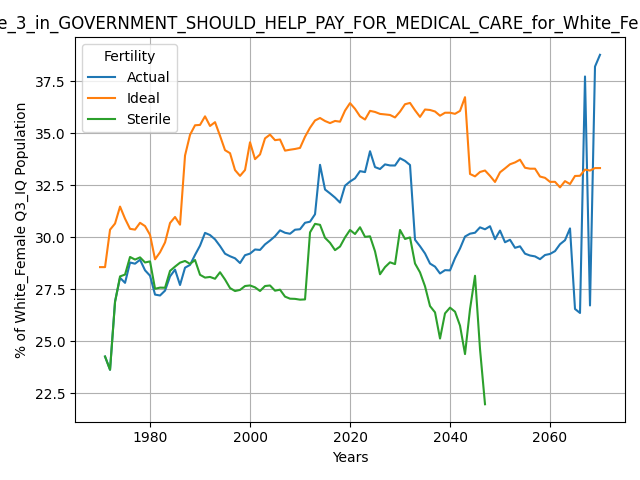 e_3_in_GOVERNMENT_SHOULD_HELP_PAY_FOR_MEDICAL_CARE_for_White_Fe
Fertility
Actual
Ideal
Sterile
% of White_Female Q3_IQ Population
37.5
35.0
32.5
30.0
27.5
25.0
22.5
1980
2000
2020
2040
2060
Years